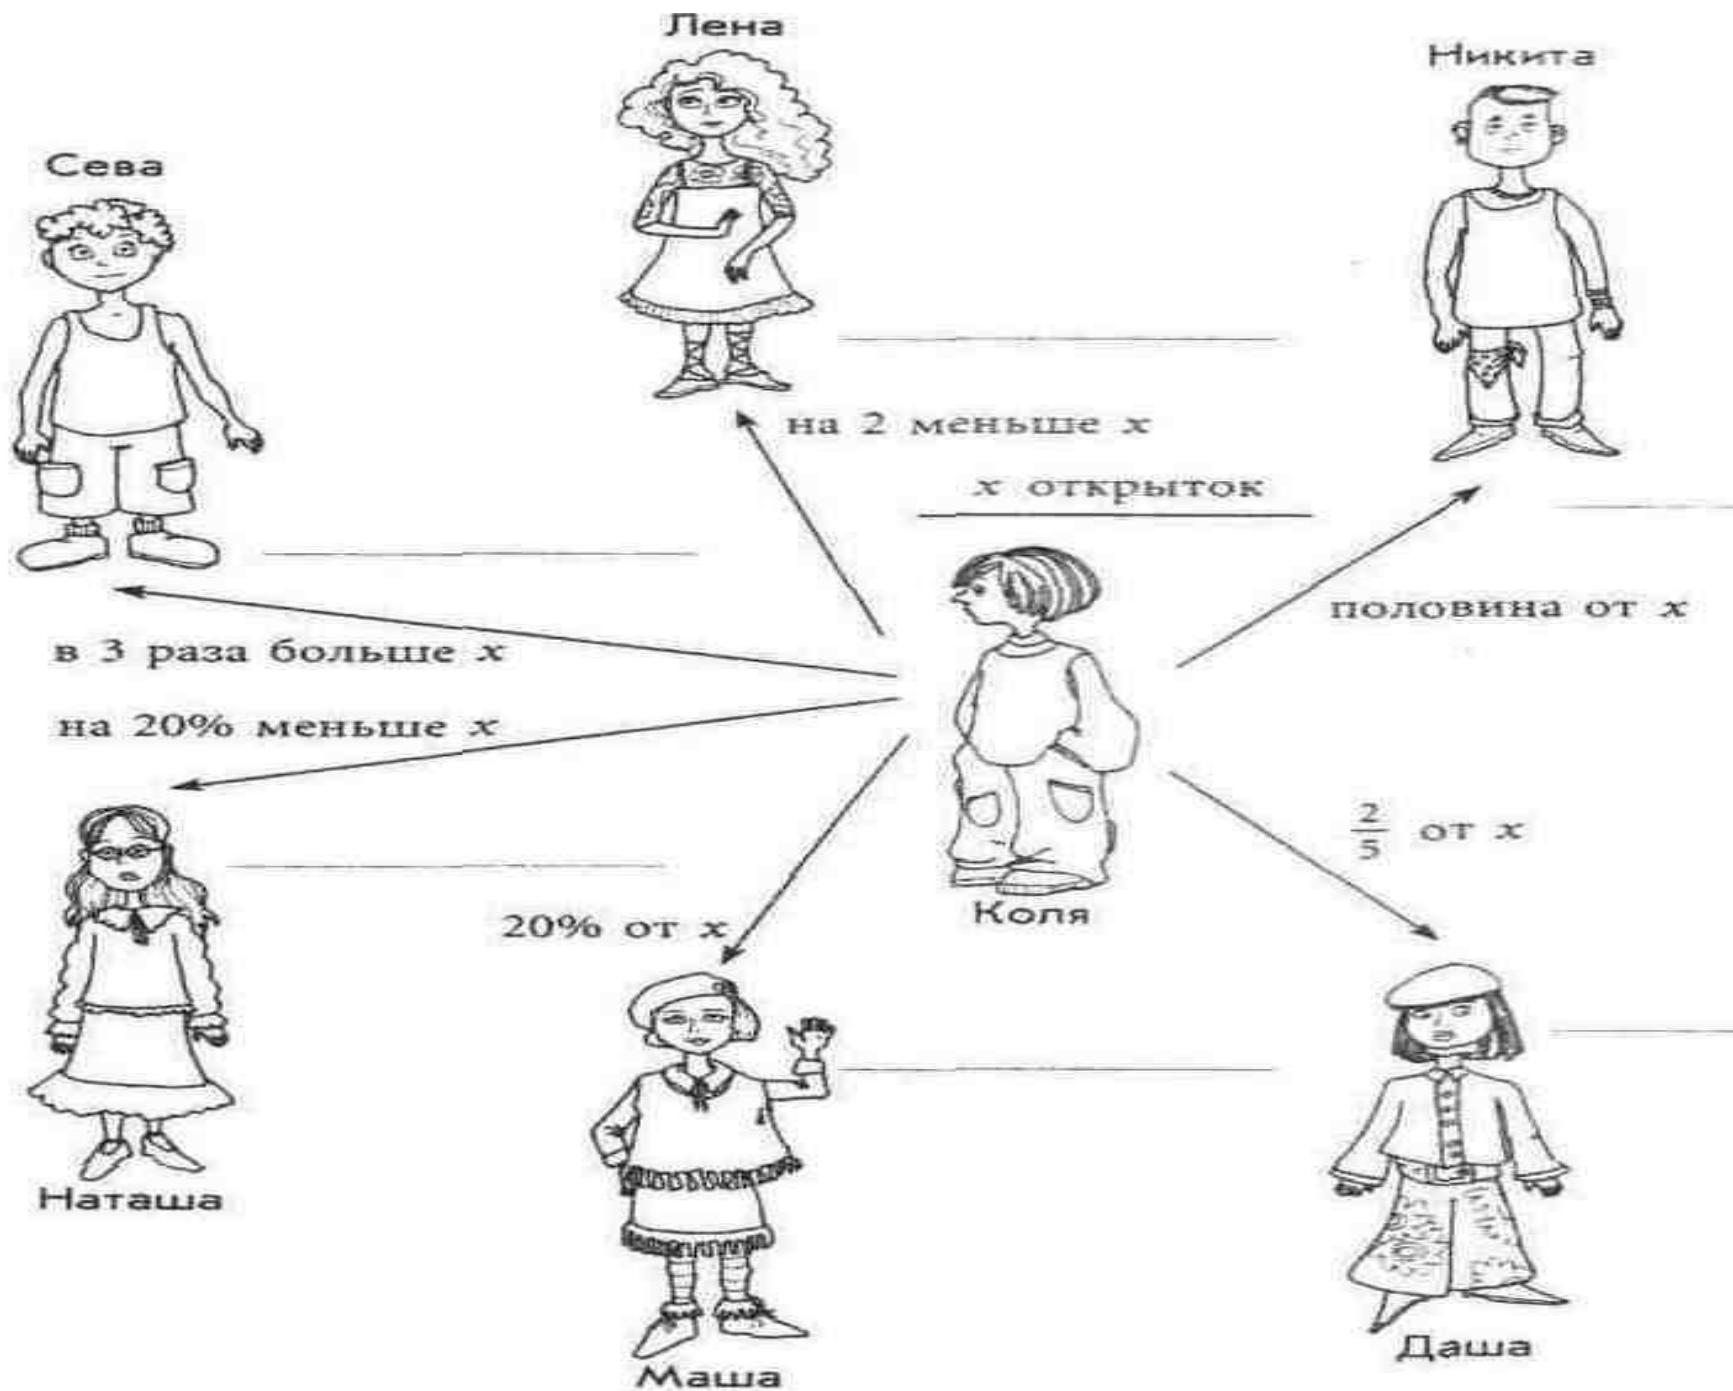 Лена
Никита
Сева
на 2 меньше x
x открыток
половина от x
в 3 раза больше x
на 20% меньше x
2/5 от x
20% от x
Коля
Наташа
Маша
Даша